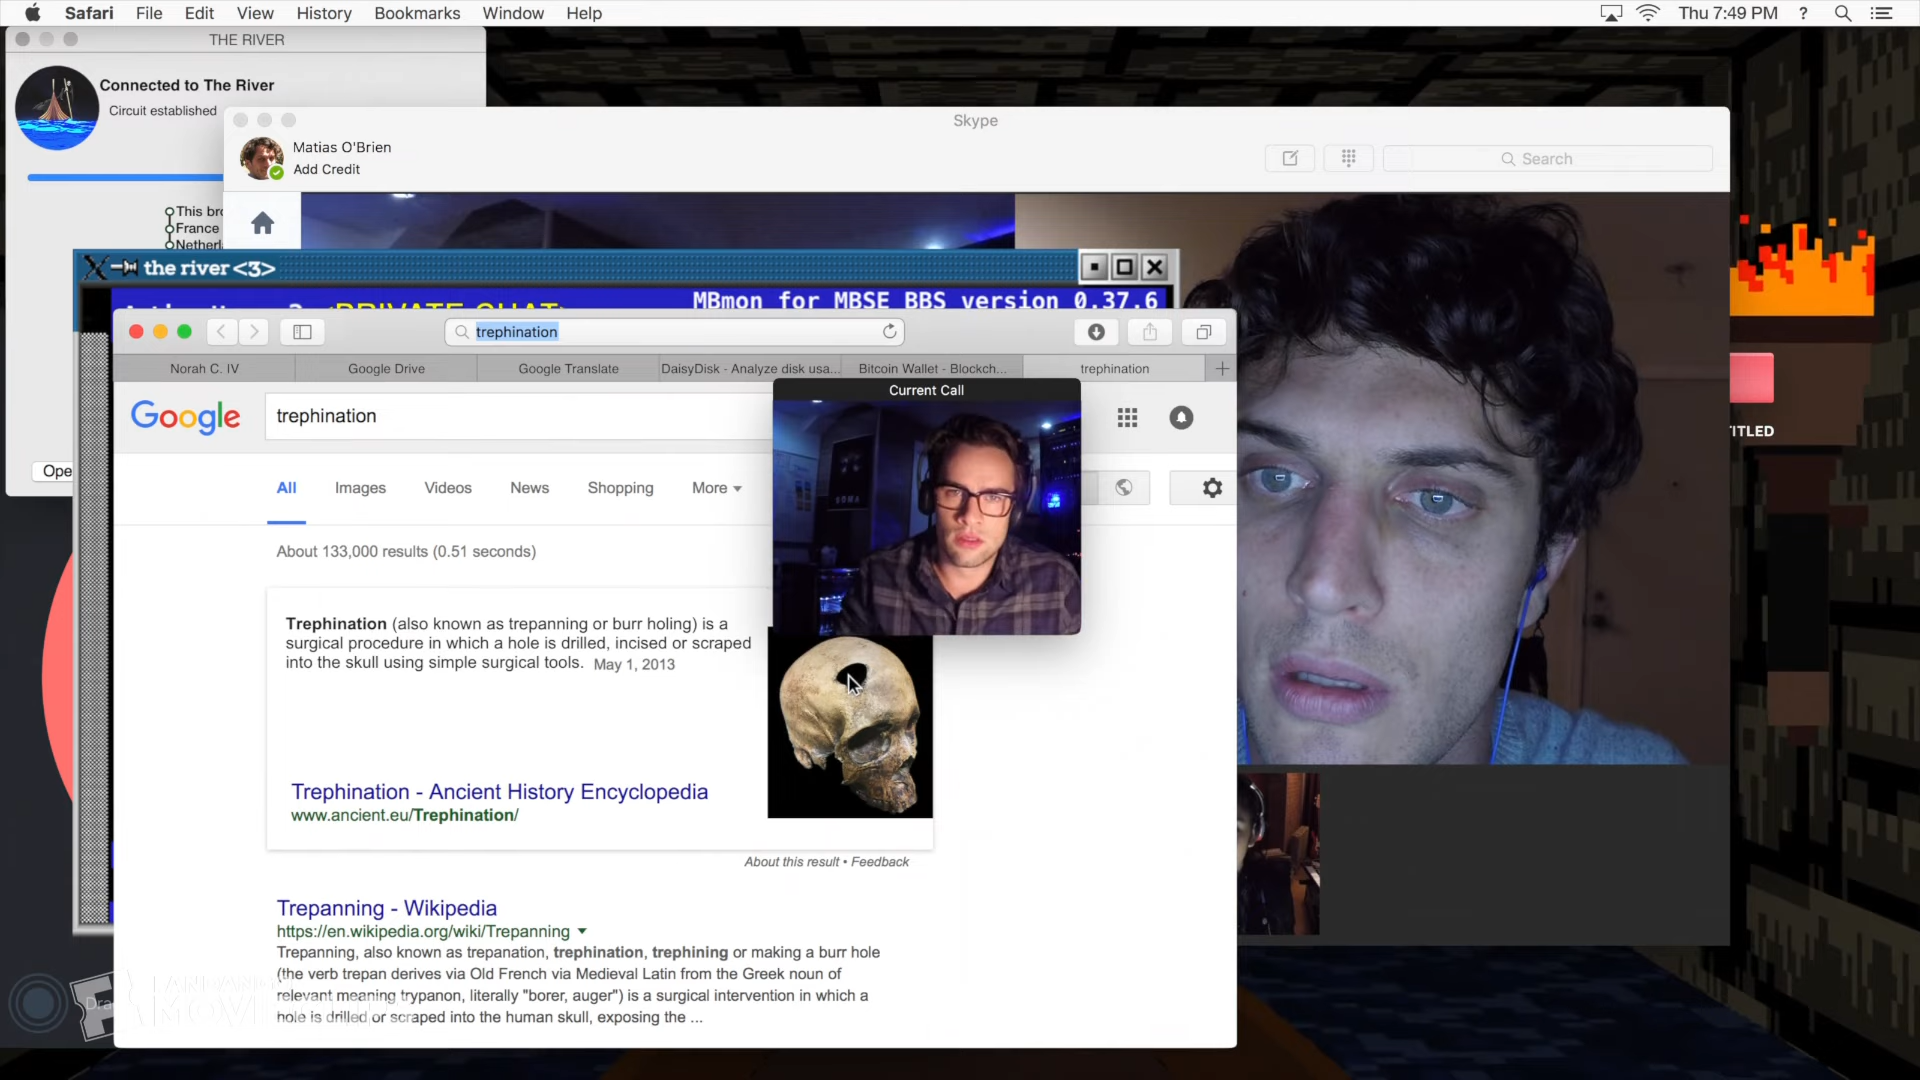 Safari File Edit View History Bookmarks Window Help
Thu 7:49 PM ?
THE RIVER
Connected to The River
Circuit established
Skype
Matias O'Brien
Add Credit
Search
This bro
France
Netherl
the river <3>
<PRIVATE CHAT>
MBmon for MBSE BBS version 0.37.6
trephination
Norah C. IV
Google Drive
Google Translate
DaisyDisk - Analyze disk usa...
Bitcoin Wallet - Blockch...
trephination
+
Current Call
Google
trephination
ITLED
Ope
All
Images
Videos
News
Shopping
More
SOMA
About 133,000 results (0.51 seconds)
Trephination (also known as trepanning or burr holing) is a
surgical procedure in which a hole is drilled, incised or scraped
into the skull using simple surgical tools. May 1, 2013
Trephination - Ancient History Encyclopedia
www.ancient.eu/Trephination/
About this result • Feedback
Trepanning - Wikipedia
https://en.wikipedia.org/wiki/Trepanning
Trepanning, also known as trepanation, trephination, trephining or making a burr hole
(the verb trepan derives via Old French via Medieval Latin from the Greek noun of
relevant meaning trypanon, literally "borer, auger") is a surgical intervention in which a
hole is drilled or scraped into the human skull, exposing the ...